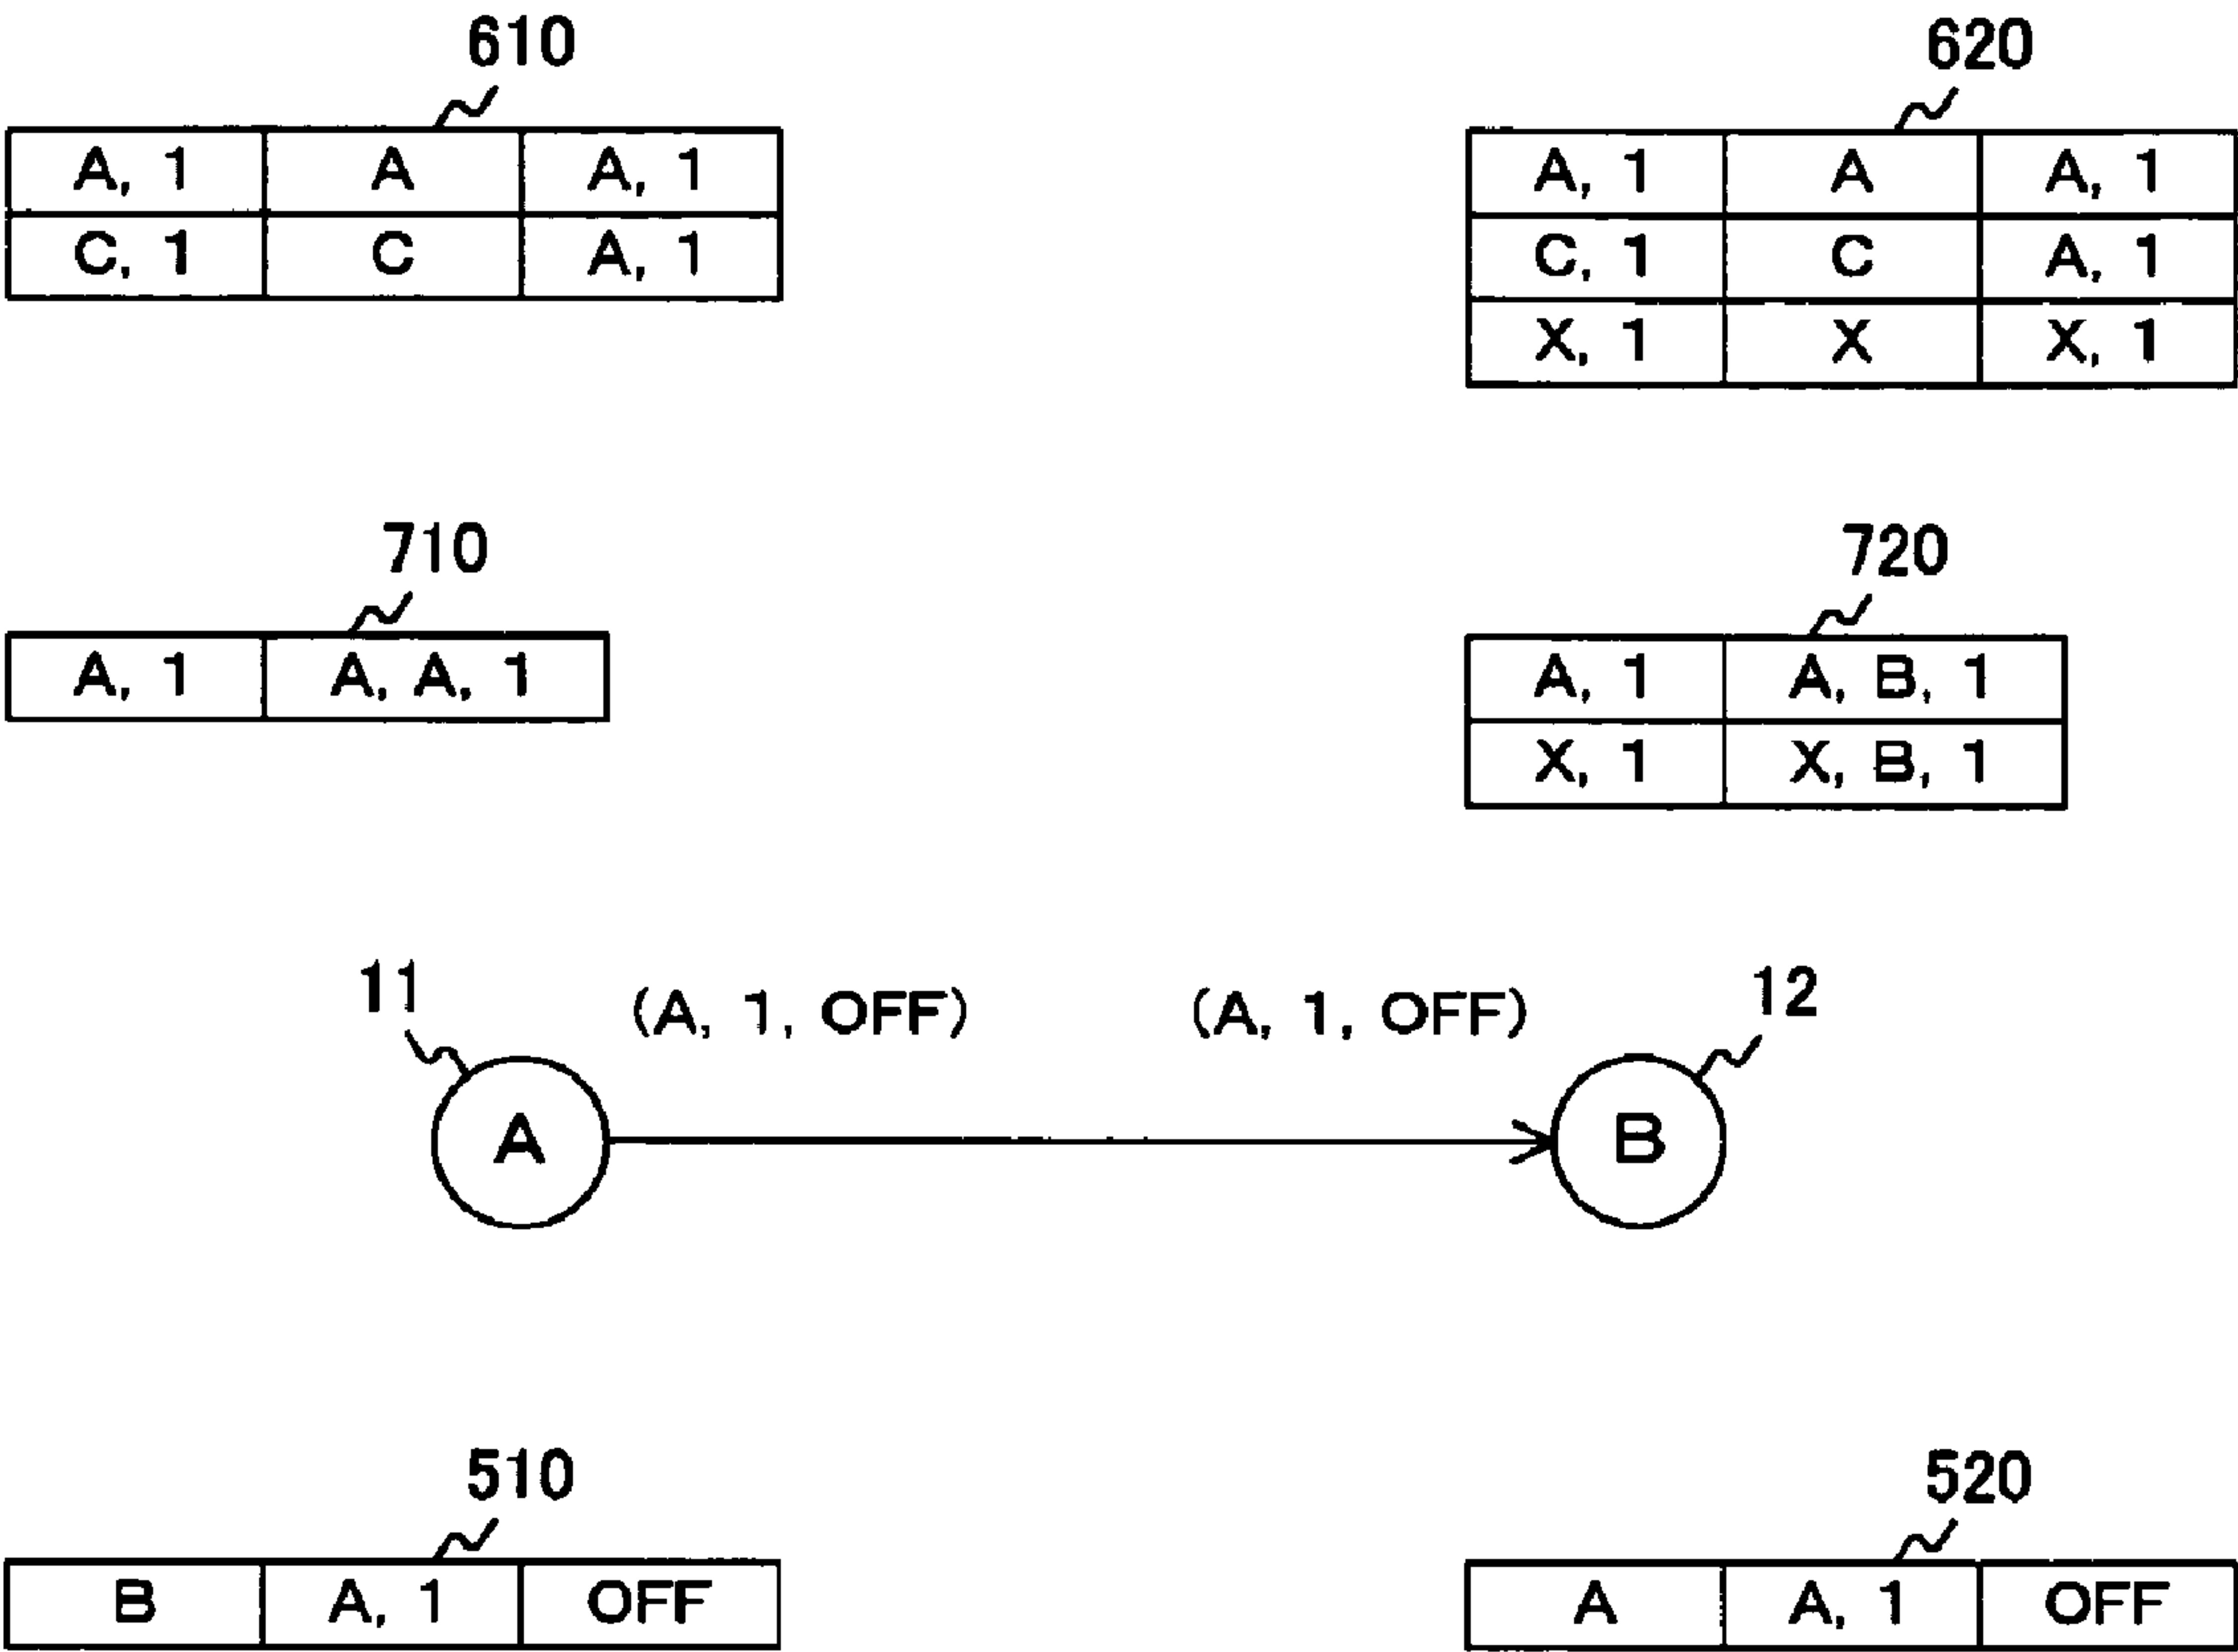 610 620
A, 1 A A, 1 A, 1 A A, 1
C, 1 C A, 1 C, 1 C A, 1
X, 1 X X, 1
710 720
A, 1 A, A, 1 A, 1 A, B, 1
X, 1 X, B, 1
11 (A, 1, OFF) (A, 1, OFF) 12
A B
510 520
B A, 1 OFF A A, 1 OFF